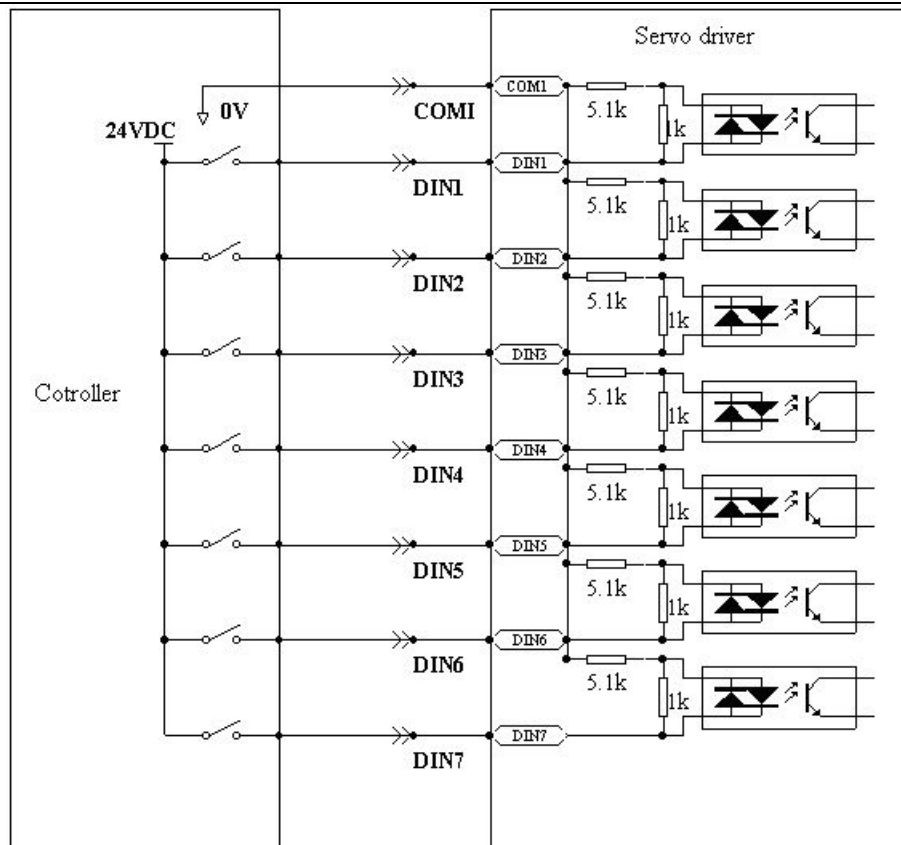 Servo driver
COM1
0V
COMI
5.1k
1k
24VDC
DIN1
DIN1
5.1k
1k
DIN2
DIN2
5.1k
1k
DIN3
DIN3
5.1k
1k
Cotroller
DIN4
DIN4
5.1k
1k
DIN5
DIN5
5.1k
1k
DIN6
DIN6
5.1k
1k
DIN7
DIN7